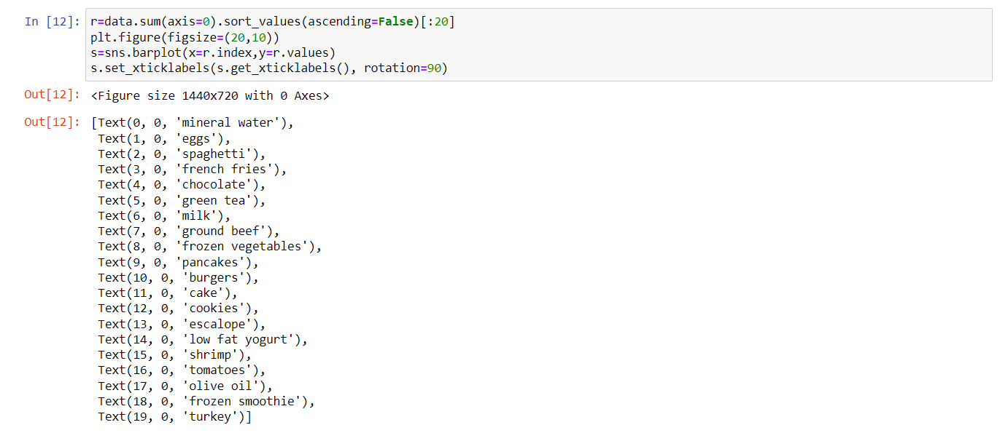 In [12]: r=data.sum(axis=0).sort_values(ascending=False)[:20]
plt.figure(figsize=(20,10))
s=sns.barplot(x=r.index,y=r.values)
s.set_xticklabels(s.get_xticklabels(), rotation=90)
Out[12]: <Figure size 1440x720 with 0 Axes>
Out[12]: [Text(0, 0, 'mineral water'),
Text(1, 0, 'eggs'),
Text(2, 0, 'spaghetti'),
Text(3, 0, 'french fries'),
Text(4, 0, 'chocolate'),
Text(5, 0, 'green tea'),
Text(6, 0, 'milk'),
Text(7, 0, 'ground beef'),
Text(8, 0, 'frozen vegetables'),
Text(9, 0, 'pancakes'),
Text(10, 0, 'burgers'),
Text(11, 0, 'cake'),
Text(12, 0, 'cookies'),
Text(13, 0, 'escalope'),
Text(14, 0, 'low fat yogurt'),
Text(15, 0, 'shrimp'),
Text(16, 0, 'tomatoes'),
Text(17, 0, 'olive oil'),
Text(18, 0, 'frozen smoothie'),
Text(19, 0, 'turkey')]